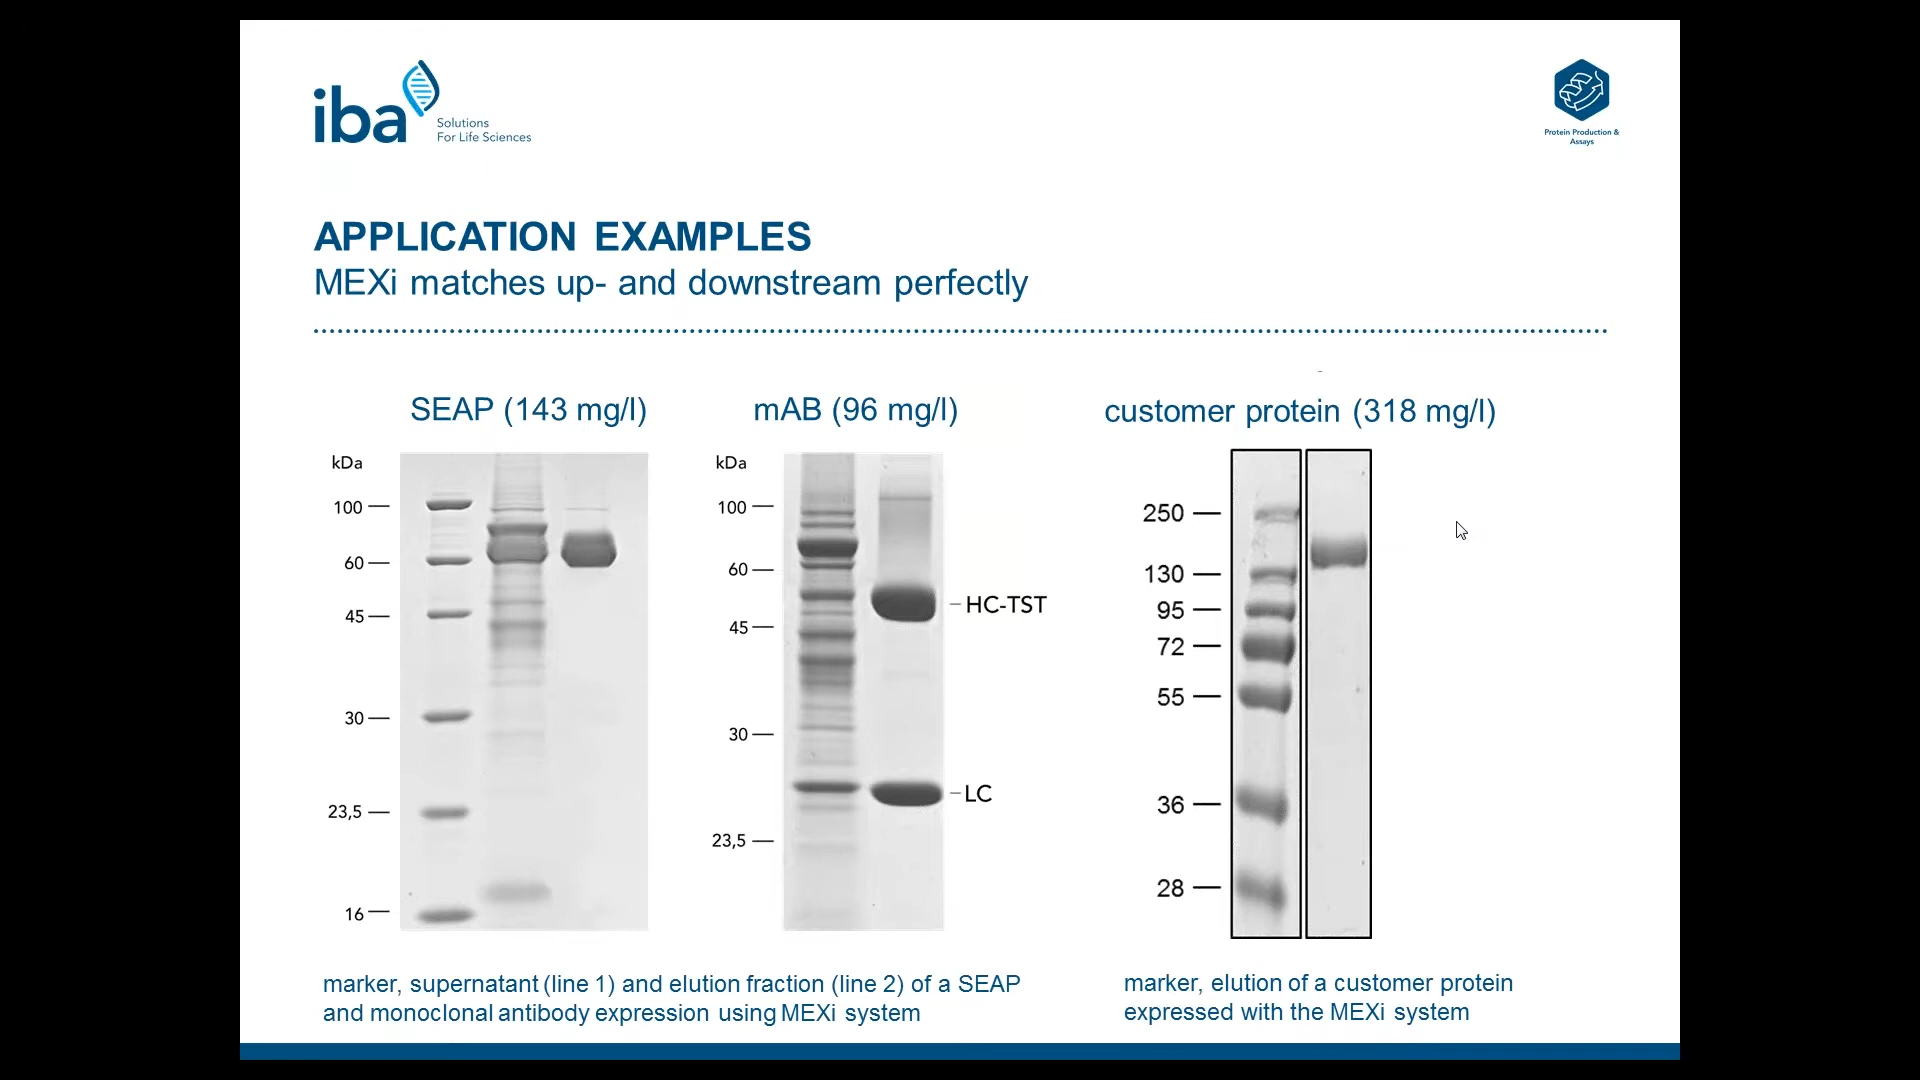 iba
Solutions
For Life Sciences
Protein Production &
Assays
APPLICATION EXAMPLES
MEXi matches up- and downstream perfectly
SEAP (143 mg/l)
kDa
100
60
45
30
23,5
16
mAB (96 mg/l)
kDa
100
60
45
30
23,5
HC-TST
LC
customer protein (318 mg/l)
250
130
95
72
55
36
28
marker, supernatant (line 1) and elution fraction (line 2) of a SEAP
and monoclonal antibody expression using MEXi system
marker, elution of a customer protein
expressed with the MEXi system